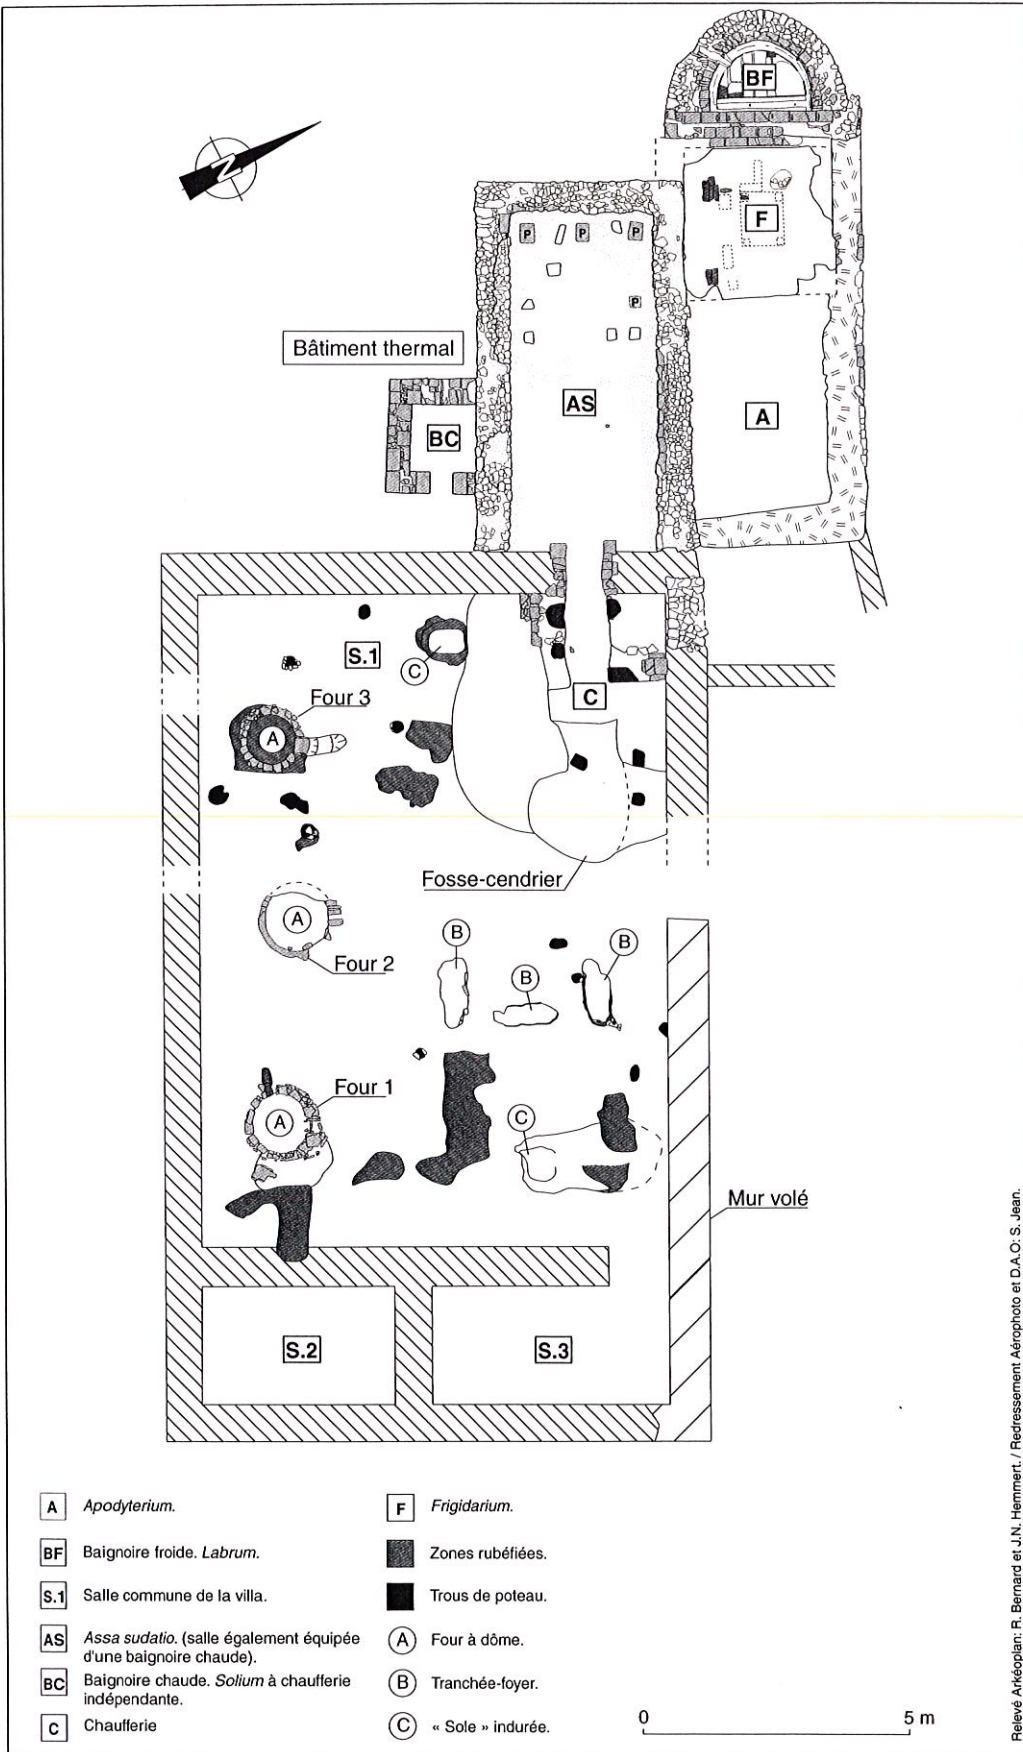 BF
N
F
P
P
P
P
Bâtiment thermal
AS
A
BC
S.1
C
C
Four 3
A
Fosse-cendrier
A
B
B
B
Four 2
Four 1
A
C
Mur volé
S.2
S.3
A Apodyterium.
BF Baignoire froide. Labrum.
S.1 Salle commune de la villa.
AS Assa sudatio. (salle également équipée
d'une baignoire chaude).
BC Baignoire chaude. Solium à chaufferie
indépendante.
C Chaufferie
F Frigidarium.
Zones rubéfiées.
Trous de poteau.
A Four à dôme.
B Tranchée-foyer.
C « Sole » indurée.
0 5 m
Relevé Arkéoplan: R. Bernard et J.N. Hemmert. / Redressement Aérophoto et D.A.O: S. Jean.